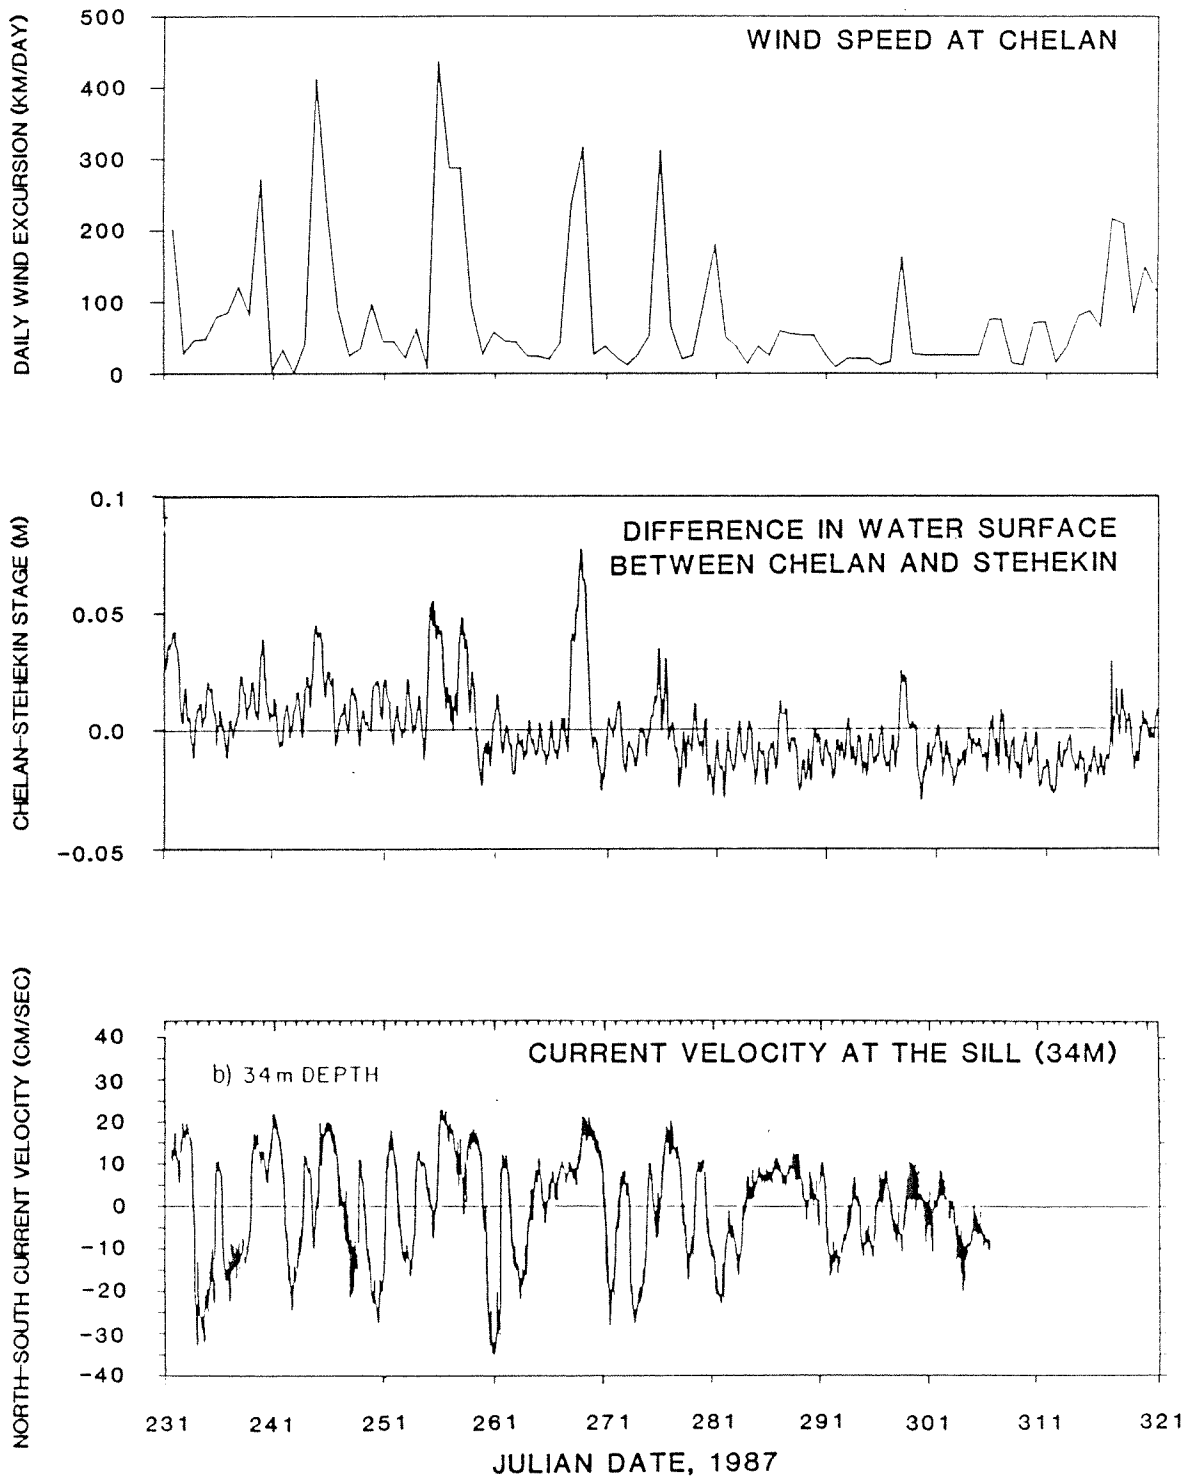 WIND SPEED AT CHELAN
DAILY WIND EXCURSION (KM/DAY)
500
400
300
200
100
0
DIFFERENCE IN WATER SURFACE
BETWEEN CHELAN AND STEHEKIN
CHELAN-STEHEKIN STAGE (M)
0.1
0.05
0.0
-0.05
CURRENT VELOCITY AT THE SILL (34M)
b) 34m DEPTH
NORTH-SOUTH CURRENT VELOCITY (CM/SEC)
40
30
20
10
0
-10
-20
-30
-40
231 241 251 261 271 281 291 301 311 321
JULIAN DATE, 1987